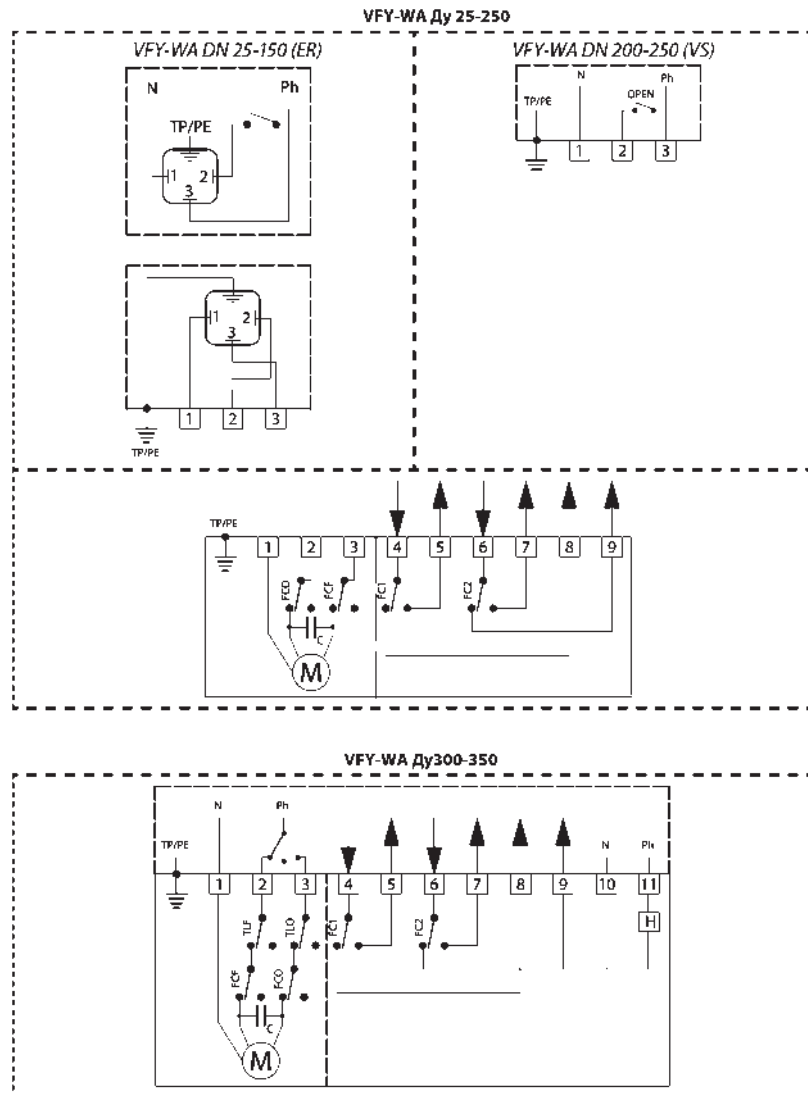 VFY-WA Ду 25-250
VFY-WA DN 25-150 (ER)
VFY-WA DN 200-250 (VS)
N Ph
TP/PE
1 2
3
N Ph
TP/PE OPEN
1 2 3
1 2
3
1 2 3
TP/PE
TP/PE
1 2 3 4 5 6 7 8 9
FCO FCF FC1 FC2
C
M
VFY-WA Ду300-350
N Ph
TP/PE N Ph
1 2 3 4 5 6 7 8 9 10 11
TLF TLO FC1 FC2 H
FCF FCO
C
M